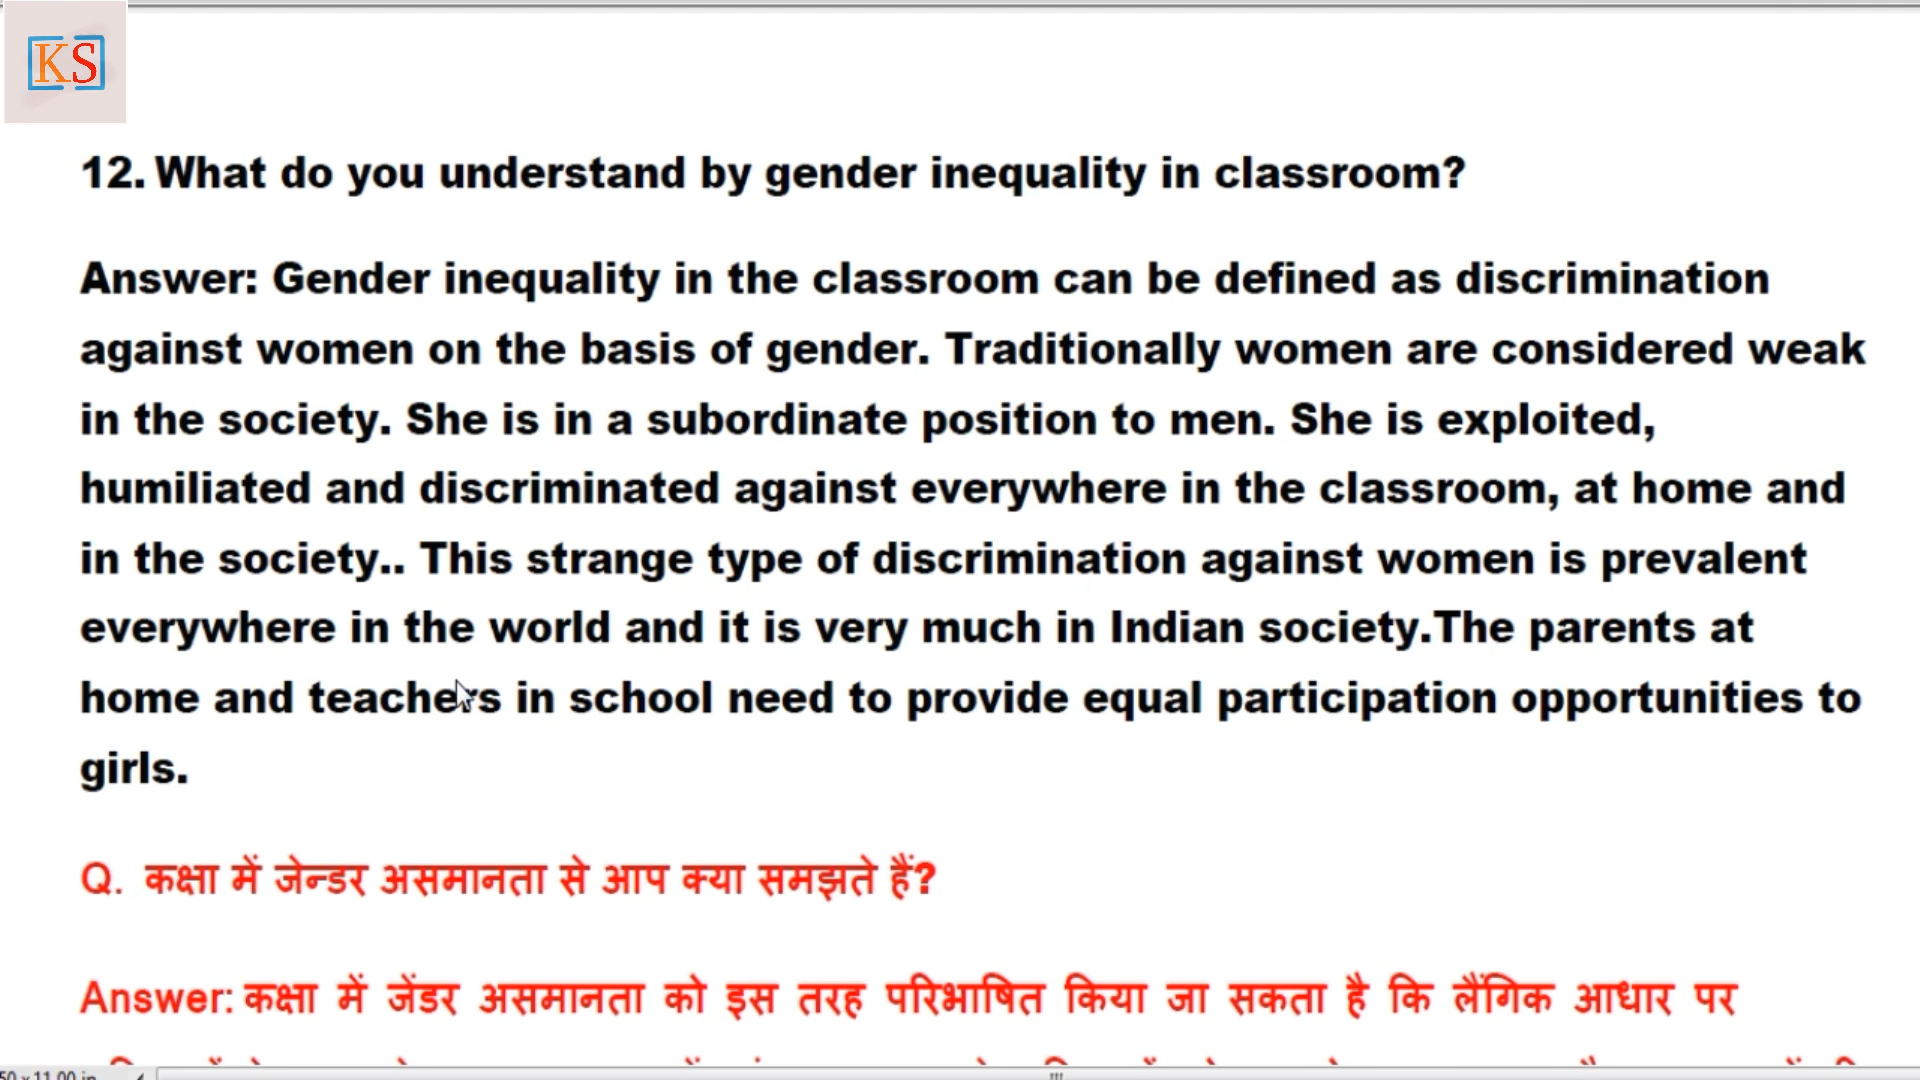 KS
12. What do you understand by gender inequality in classroom?
Answer: Gender inequality in the classroom can be defined as discrimination
against women on the basis of gender. Traditionally women are considered weak
in the society. She is in a subordinate position to men. She is exploited,
humiliated and discriminated against everywhere in the classroom, at home and
in the society.. This strange type of discrimination against women is prevalent
everywhere in the world and it is very much in Indian society.The parents at
home and teachers in school need to provide equal participation opportunities to
girls.
Q. कक्षा में जेन्डर असमानता से आप क्या समझते हैं?
Answer: कक्षा में जेंडर असमानता को इस तरह परिभाषित किया जा सकता है कि लैंगिक आधार पर
50 x 11.00 in